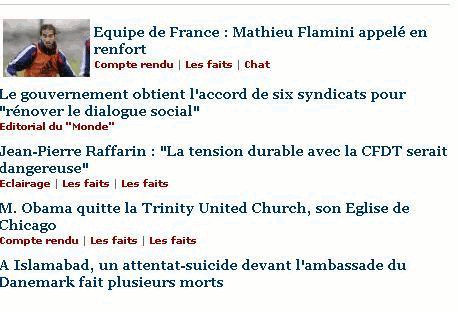 Equipe de France : Mathieu Flamini appelé en
renfort
Compte rendu | Les faits | Chat
Le gouvernement obtient l'accord de six syndicats pour
"rénover le dialogue social"
Editorial du "Monde"
Jean-Pierre Raffarin : "La tension durable avec la CFDT serait
dangereuse"
Eclairage | Les faits | Les faits
M. Obama quitte la Trinity United Church, son Eglise de
Chicago
Compte rendu | Les faits | Les faits
A Islamabad, un attentat-suicide devant l'ambassade du
Danemark fait plusieurs morts